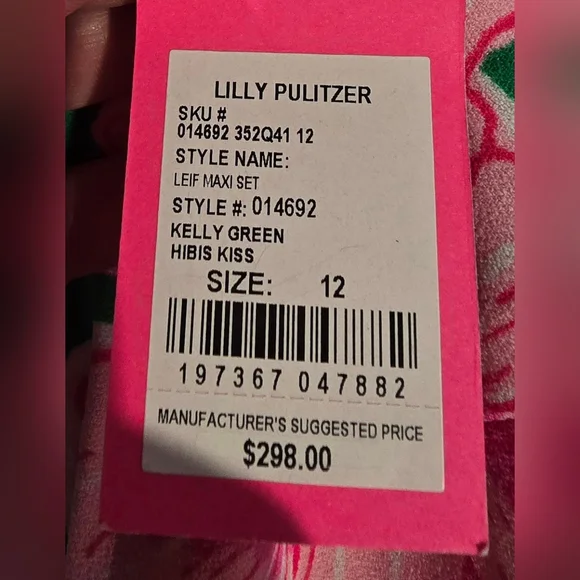 LILLY PULITZER
SKU #
014692 352Q41 12
STYLE NAME:
LEIF MAXI SET
STYLE #: 014692
KELLY GREEN
HIBIS KISS
SIZE: 12
197367 047882
MANUFACTURER'S SUGGESTED PRICE
$298.00